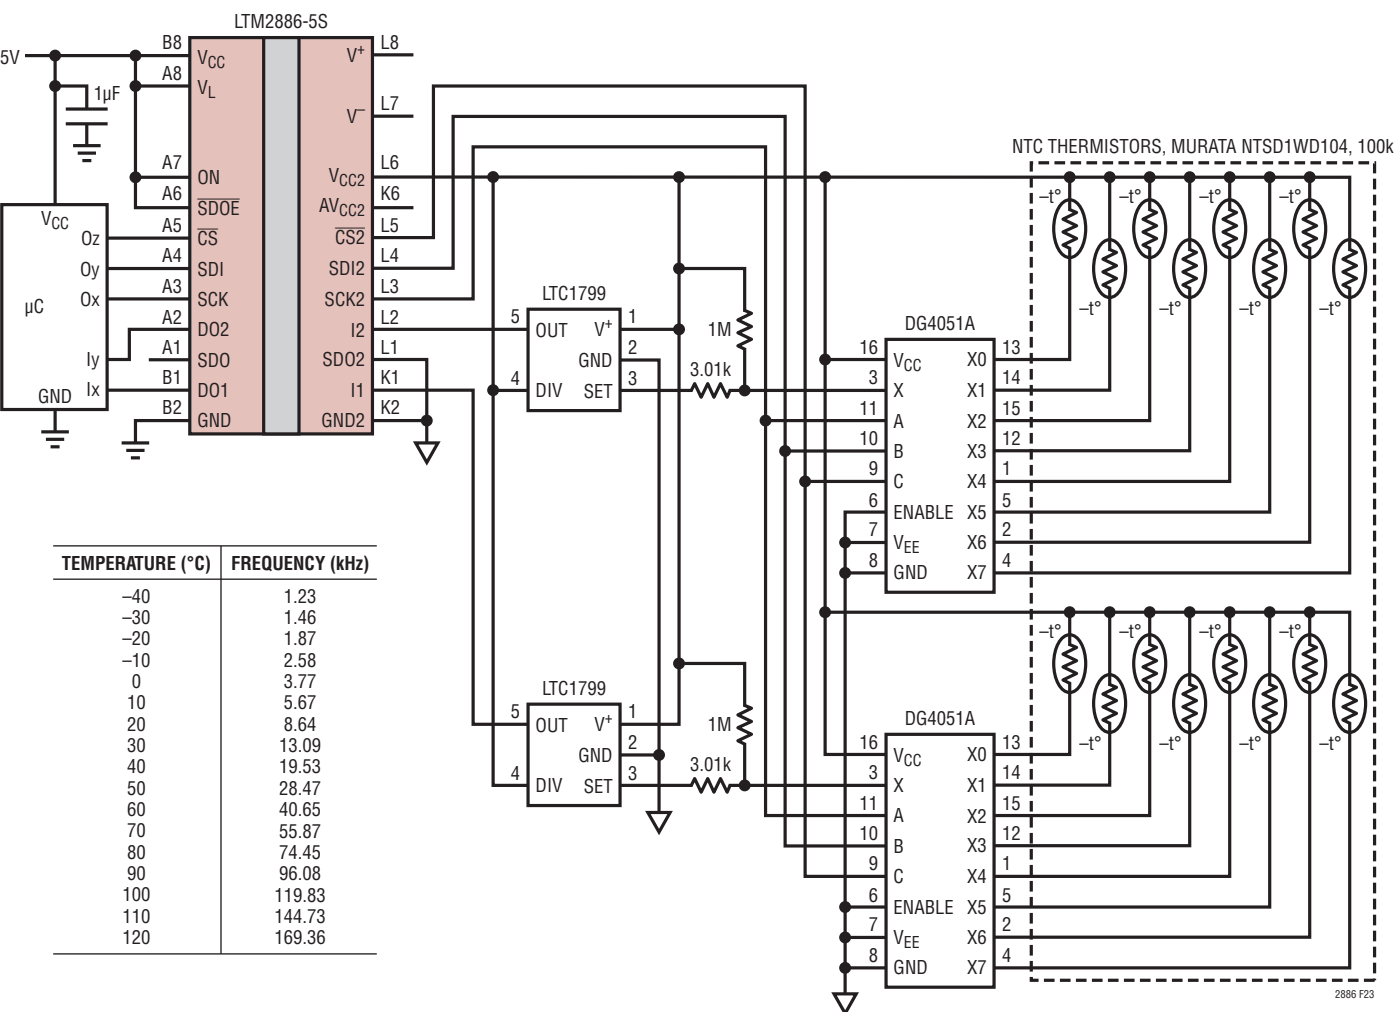 LTM2886-5S
5V
B8
VCC
A8
VL
1µF
A7
ON
A6
SDOE
A5
CS
A4
SDI
A3
SCK
A2
DO2
A1
SDO
B1
DO1
B2
GND
V+
L8
V–
L7
VCC2
L6
AVCC2
K6
CS2
L5
SDI2
L4
SCK2
L3
I2
L2
SDO2
L1
I1
K1
GND2
K2
VCC
Oz
Oy
Ox
µC
Iy
Ix
GND
LTC1799
5
OUT
V+
1
GND
2
4
DIV
SET
3
1M
3.01k
NTC THERMISTORS, MURATA NTSD1WD104, 100k
–t°
–t°
–t°
–t°
–t°
–t°
–t°
–t°
DG4051A
16
VCC
X0
13
3
X
X1
14
11
A
X2
15
10
B
X3
12
9
C
X4
1
6
ENABLE
X5
5
7
VEE
X6
2
8
GND
X7
4
TEMPERATURE (°C) FREQUENCY (kHz)
–40 1.23
–30 1.46
–20 1.87
–10 2.58
0 3.77
10 5.67
20 8.64
30 13.09
40 19.53
50 28.47
60 40.65
70 55.87
80 74.45
90 96.08
100 119.83
110 144.73
120 169.36
LTC1799
5
OUT
V+
1
GND
2
4
DIV
SET
3
1M
3.01k
–t°
–t°
–t°
–t°
–t°
–t°
–t°
–t°
DG4051A
16
VCC
X0
13
3
X
X1
14
11
A
X2
15
10
B
X3
12
9
C
X4
1
6
ENABLE
X5
5
7
VEE
X6
2
8
GND
X7
4
2886 F23